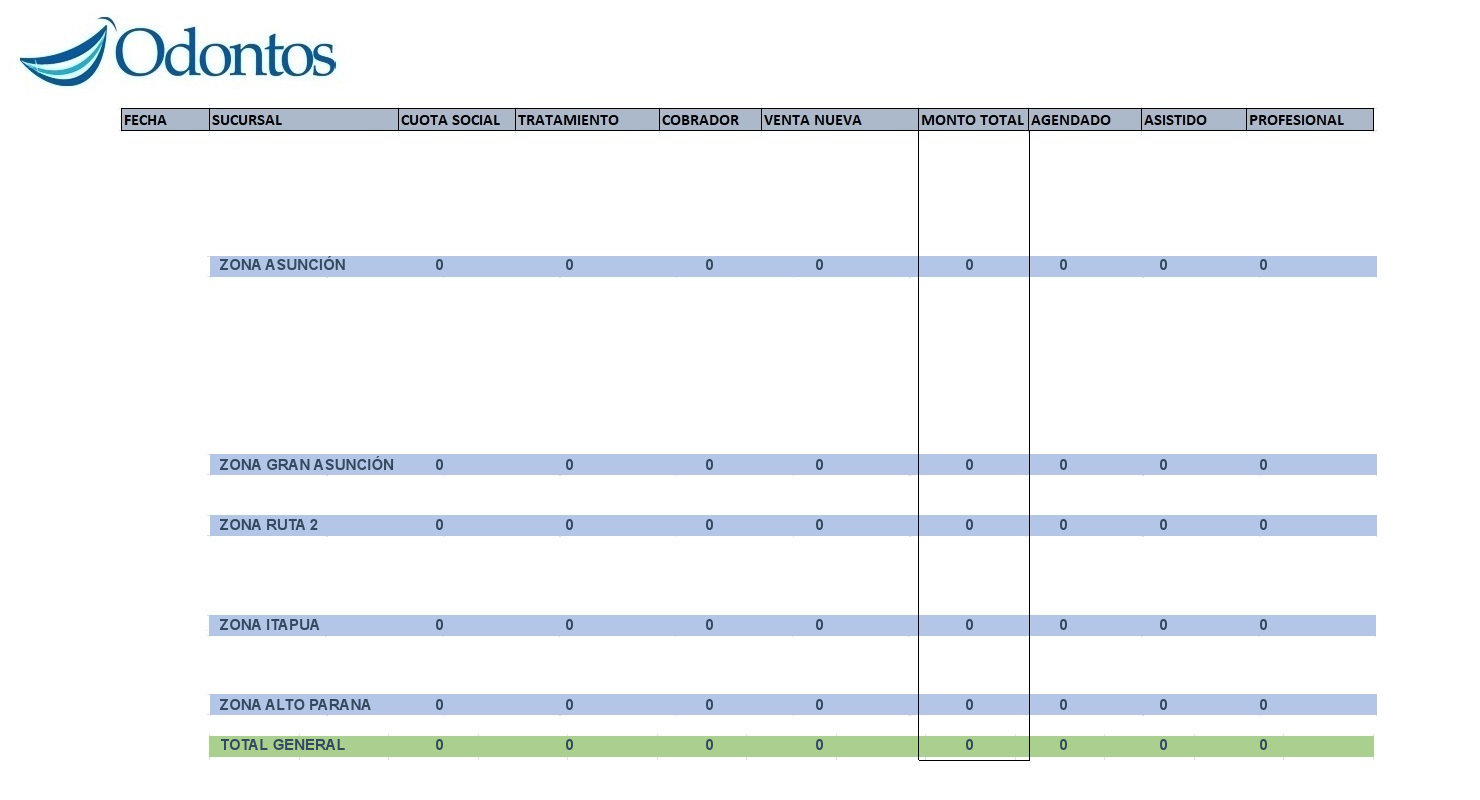 Odontos
FECHA SUCURSAL CUOTA SOCIAL TRATAMIENTO COBRADOR VENTA NUEVA MONTO TOTAL AGENDADO ASISTIDO PROFESIONAL
ZONA ASUNCIÓN 0 0 0 0 0 0 0 0
ZONA GRAN ASUNCIÓN 0 0 0 0 0 0 0 0
ZONA RUTA 2 0 0 0 0 0 0 0 0
ZONA ITAPUA 0 0 0 0 0 0 0 0
ZONA ALTO PARANA 0 0 0 0 0 0 0 0
TOTAL GENERAL 0 0 0 0 0 0 0 0